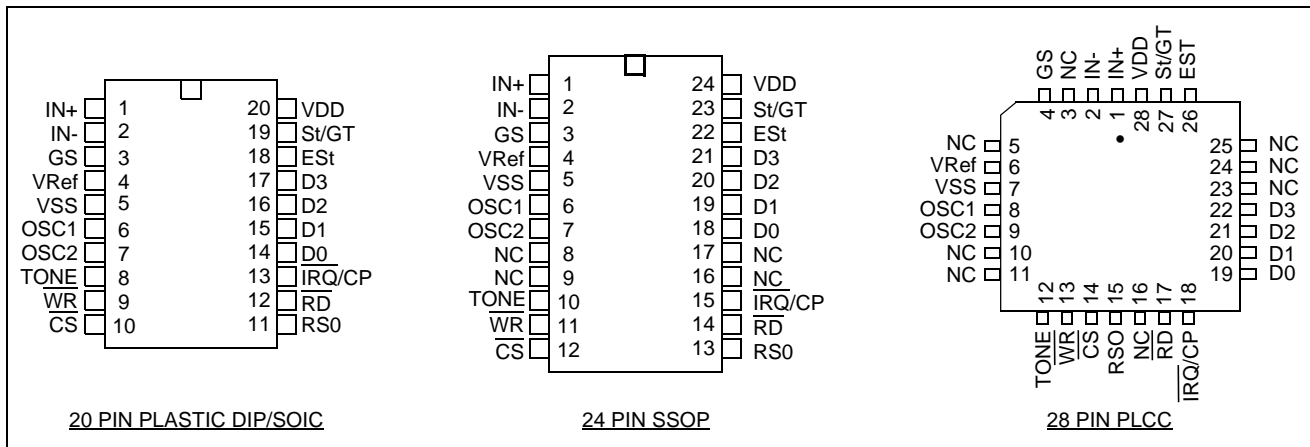 IN+ 1 20 VDD
IN- 2 19 St/GT
GS 3 18 ESt
VRef 4 17 D3
VSS 5 16 D2
OSC1 6 15 D1
OSC2 7 14 D0
TONE 8 13 IRQ/CP
WR 9 12 RD
CS 10 11 RS0
20 PIN PLASTIC DIP/SOIC
IN+ 1 24 VDD
IN- 2 23 St/GT
GS 3 22 ESt
VRef 4 21 D3
VSS 5 20 D2
OSC1 6 19 D1
OSC2 7 18 D0
NC 8 17 NC
NC 9 16 NC
TONE 10 15 IRQ/CP
WR 11 14 RD
CS 12 13 RS0
24 PIN SSOP
GS NC IN- IN+ VDD St/GT EST
4 3 2 1 28 27 26
NC 5 25 NC
VRef 6 24 NC
VSS 7 23 NC
OSC1 8 22 D3
OSC2 9 21 D2
NC 10 20 D1
NC 11 19 D0
12 13 14 15 16 17 18
TONE WR CS RSO NC RD IRQ/CP
28 PIN PLCC